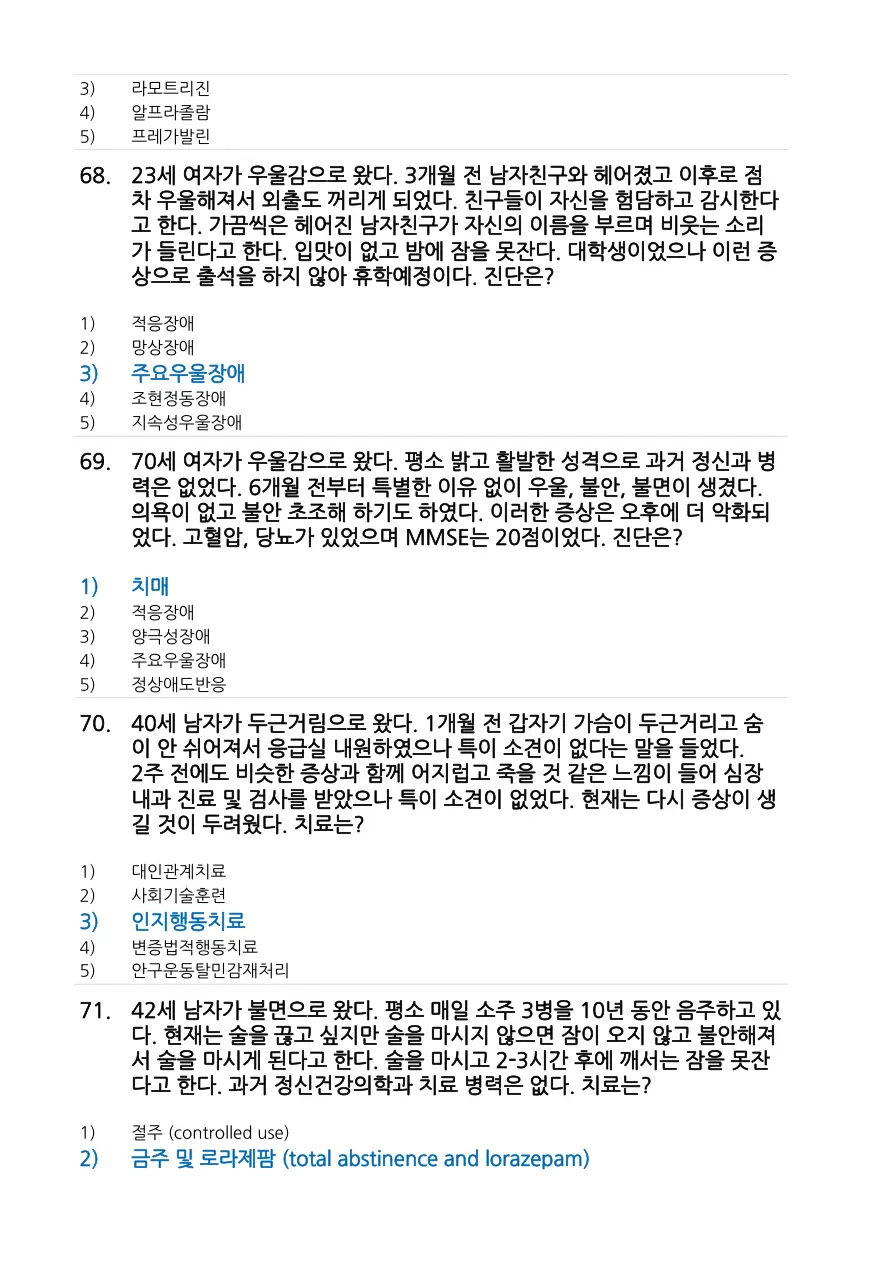 3) 라모트리진
4) 알프라졸람
5) 프레가발린
68. 23세 여자가 우울감으로 왔다. 3개월 전 남자친구와 헤어졌고 이후로 점
차 우울해져서 외출도 꺼리게 되었다. 친구들이 자신을 험담하고 감시한다
고 한다. 가끔씩은 헤어진 남자친구가 자신의 이름을 부르며 비웃는 소리
가 들린다고 한다. 입맛이 없고 밤에 잠을 못잔다. 대학생이었으나 이런 증
상으로 출석을 하지 않아 휴학예정이다. 진단은?
1) 적응장애
2) 망상장애
3) 주요우울장애
4) 조현정동장애
5) 지속성우울장애
69. 70세 여자가 우울감으로 왔다. 평소 밝고 활발한 성격으로 과거 정신과 병
력은 없었다. 6개월 전부터 특별한 이유 없이 우울, 불안, 불면이 생겼다.
의욕이 없고 불안 초조해 하기도 하였다. 이러한 증상은 오후에 더 악화되
었다. 고혈압, 당뇨가 있었으며 MMSE는 20점이었다. 진단은?
1) 치매
2) 적응장애
3) 양극성장애
4) 주요우울장애
5) 정상애도반응
70. 40세 남자가 두근거림으로 왔다. 1개월 전 갑자기 가슴이 두근거리고 숨
이 안 쉬어져서 응급실 내원하였으나 특이 소견이 없다는 말을 들었다.
2주 전에도 비슷한 증상과 함께 어지럽고 죽을 것 같은 느낌이 들어 심장
내과 진료 및 검사를 받았으나 특이 소견이 없었다. 현재는 다시 증상이 생
길 것이 두려웠다. 치료는?
1) 대인관계치료
2) 사회기술훈련
3) 인지행동치료
4) 변증법적행동치료
5) 안구운동탈민감재처리
71. 42세 남자가 불면으로 왔다. 평소 매일 소주 3병을 10년 동안 음주하고 있
다. 현재는 술을 끊고 싶지만 술을 마시지 않으면 잠이 오지 않고 불안해져
서 술을 마시게 된다고 한다. 술을 마시고 2-3시간 후에 깨서는 잠을 못잔
다고 한다. 과거 정신건강의학과 치료 병력은 없다. 치료는?
1) 절주 (controlled use)
2) 금주 및 로라제팜 (total abstinence and lorazepam)